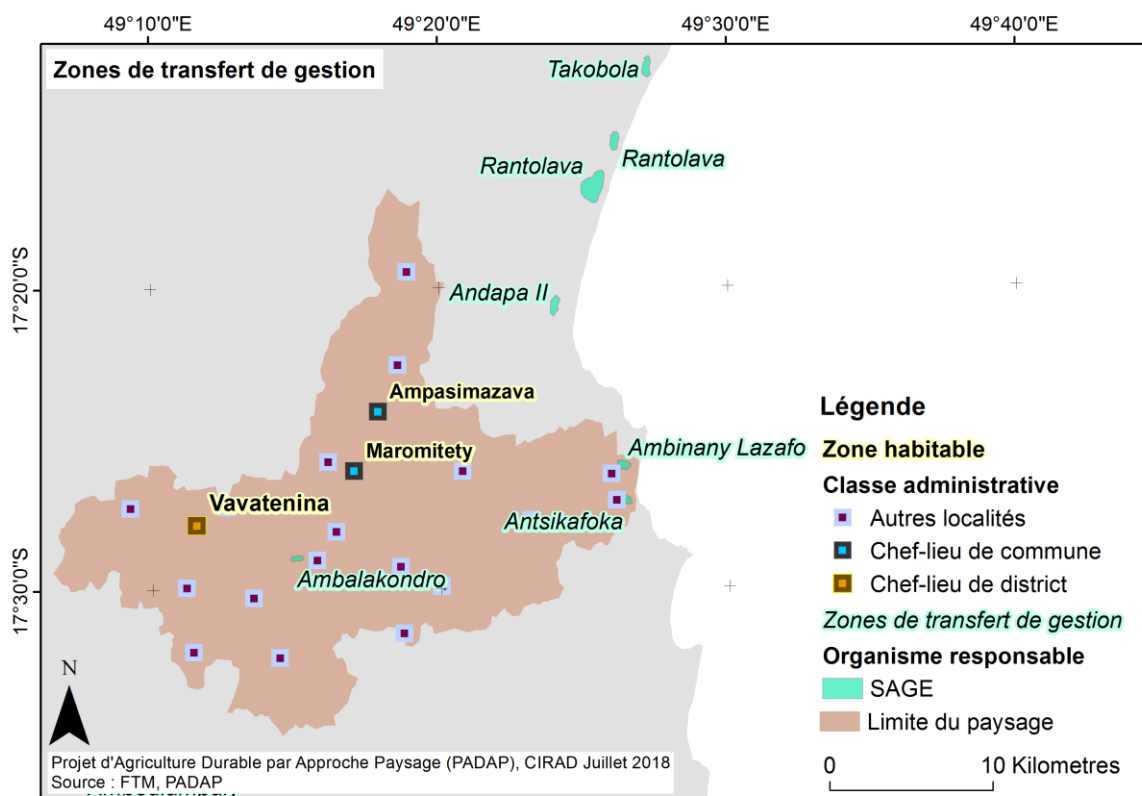 49°10'0"E
49°20'0"E
49°30'0"E
49°40'0"E
Zones de transfert de gestion
Takobola
Rantolava
Rantolava
17°20'0"S
Andapa II
Ampasimazava
Maromitety
Ambinany Lazafo
Vavatenina
Antsikafoka
Ambalakondro
17°30'0"S
Légende
Zone habitable
Classe administrative
Autres localités
Chef-lieu de commune
Chef-lieu de district
Zones de transfert de gestion
Organisme responsable
SAGE
Limite du paysage
0 10 Kilometres
N
Projet d'Agriculture Durable par Approche Paysage (PADAP), CIRAD Juillet 2018
Source : FTM, PADAP